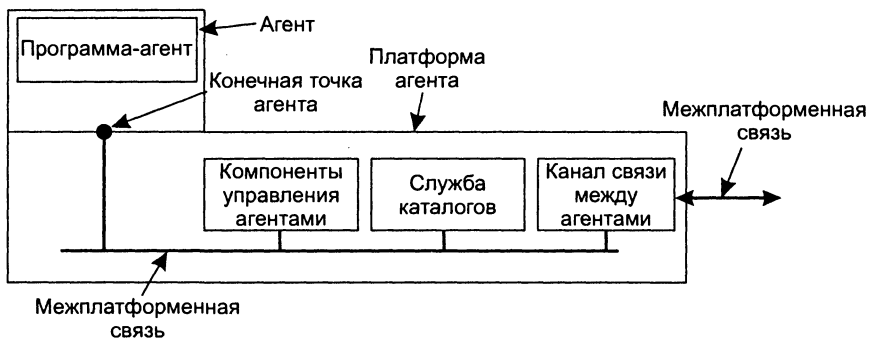 Программа-агент
Агент
Конечная точка
агента
Платформа
агента
Межплатформенная
связь
Компоненты
управления
агентами
Служба
каталогов
Канал связи
между
агентами
Межплатформенная
связь